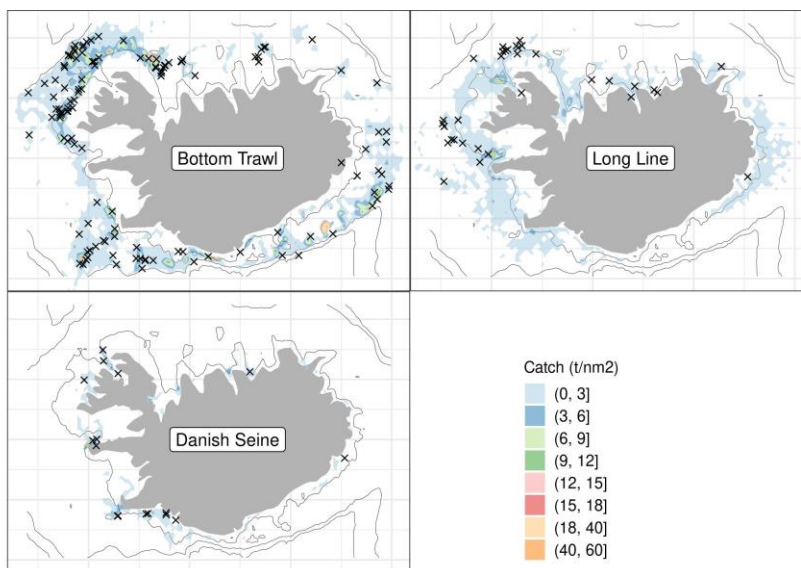 Bottom Trawl
Long Line
Danish Seine
Catch (t/nm2)
(0, 3]
(3, 6]
(6, 9]
(9, 12]
(12, 15]
(15, 18]
(18, 40]
(40, 60]